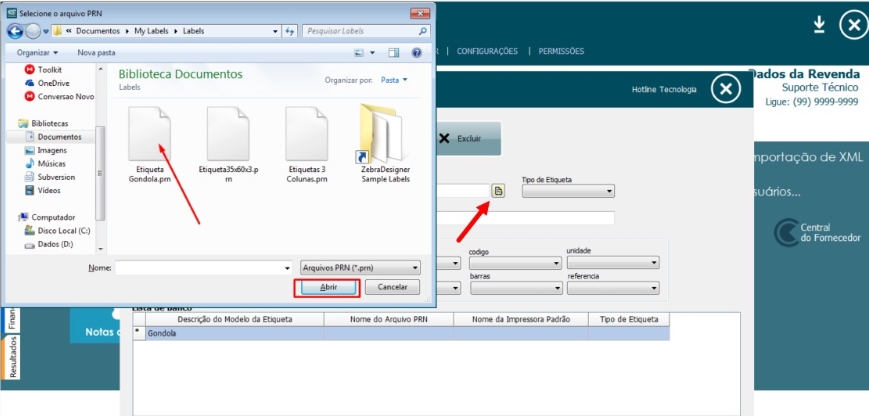 Selecione o arquivo PRN
« Documentos ▸ My Labels ▸ Labels
Pesquisar Labels
Organizar
Nova pasta
Toolkit
OneDrive
Conversao Novo
Bibliotecas
Documentos
Imagens
Músicas
Subversion
Vídeos
Computador
Disco Local (C:)
Dados (D:)
Biblioteca Documentos
Labels
Organizar por: Pasta
Etiqueta
Gondola.prn
Etiqueta35x60x3.p
rn
Etiquetas 3
Colunas.prn
ZebraDesigner
Sample Labels
Nome:
Arquivos PRN (*.prn)
Abrir
Cancelar
| CONFIGURAÇÕES | PERMISSÕES
Dados da Revenda
Suporte Técnico
Ligue: (99) 9999-9999
Hotline Tecnologia
Excluir
Tipo de Etiqueta
codigo
unidade
barras
referencia
mportação de XML
suários...
Central
do Fornecedor
Lista de Banco
Descrição do Modelo da Etiqueta
Nome do Arquivo PRN
Nome da Impressora Padrão
Tipo de Etiqueta
* Gondola
Notas
Finan
Resultados